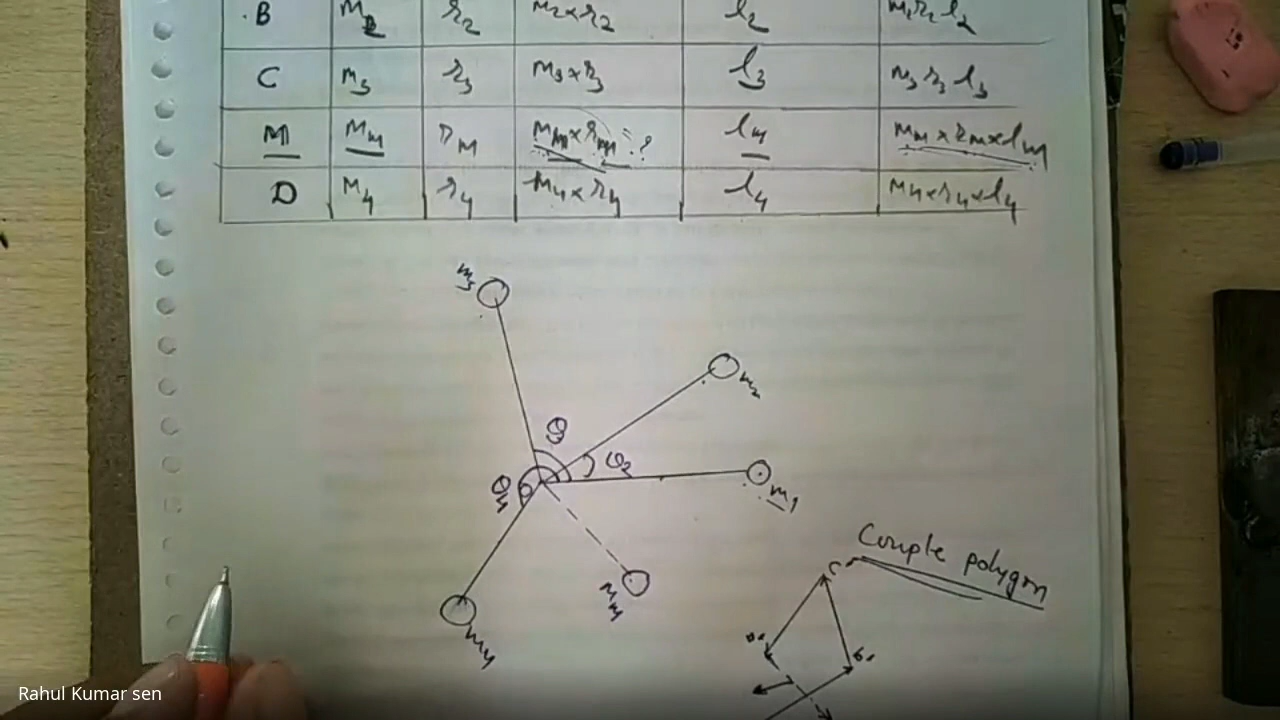 B M2 r2 M2×r2 l2 M2r2l2
C m3 r3 M3×r3 l3 M3r3l3
M Mm rM Mm×rm=? lM Mm×rm×lm
D M4 r4 M4×r4 l4 M4×r4×l4
m3
m2
θ
θ2
m1
θ4
Couple polygon
c'
mM
m4
b'
Rahul Kumar sen